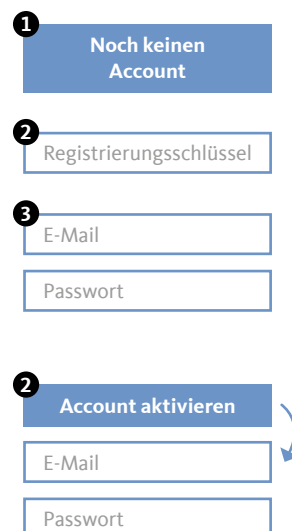 1
Noch keinen
Account
2
Registrierungsschlüssel
3
E-Mail
Passwort
2
Account aktivieren
E-Mail
Passwort